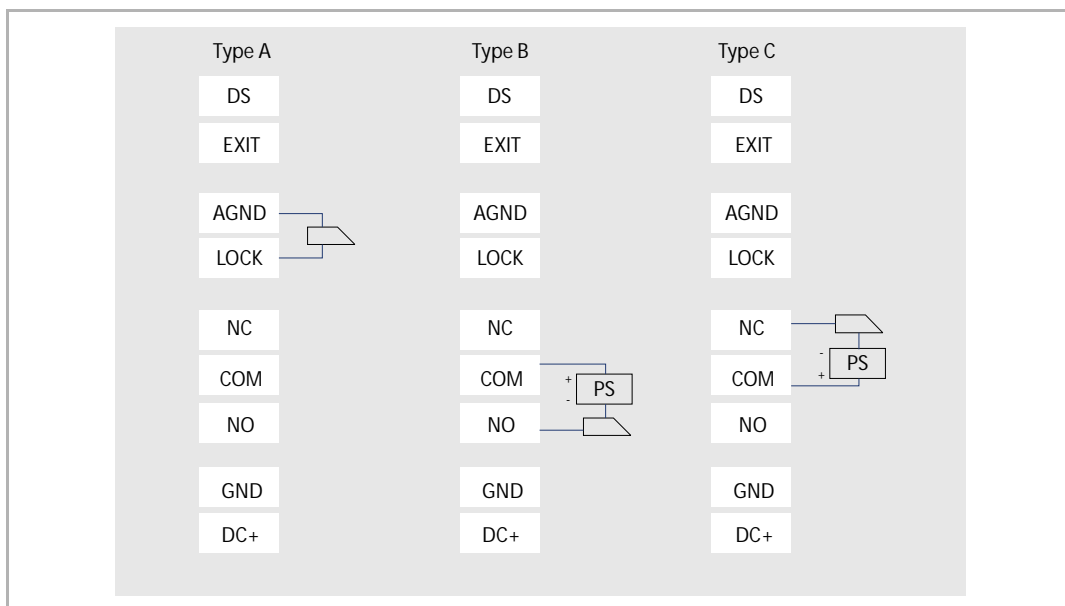 Type A Type B Type C
DS DS DS
EXIT EXIT EXIT
AGND AGND AGND
LOCK LOCK LOCK
NC NC NC
COM COM COM
+ PS -
- + PS
NO NO NO
GND GND GND
DC+ DC+ DC+